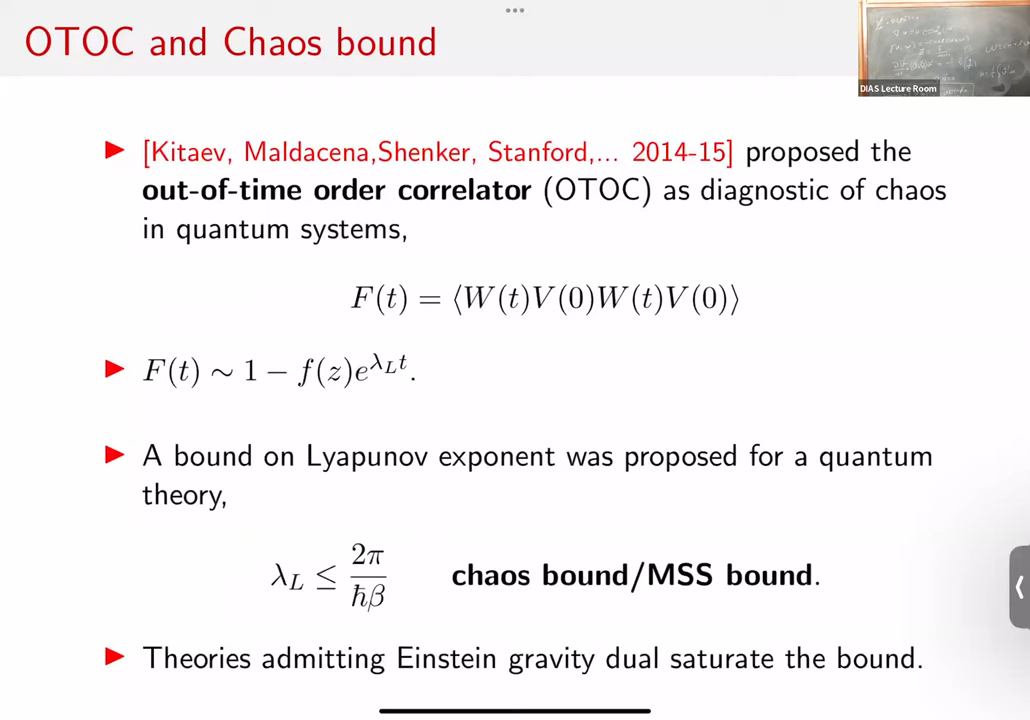 OTOC and Chaos bound
DIAS Lecture Room
▶ [Kitaev, Maldacena,Shenker, Stanford,... 2014-15] proposed the
out-of-time order correlator (OTOC) as diagnostic of chaos
in quantum systems,
F(t) = ⟨W(t)V(0)W(t)V(0)⟩
▶ F(t) ∼ 1 − f(z)e^{λ_L t}.
▶ A bound on Lyapunov exponent was proposed for a quantum
theory,
λ_L ≤ 2π/ħβ chaos bound/MSS bound.
▶ Theories admitting Einstein gravity dual saturate the bound.